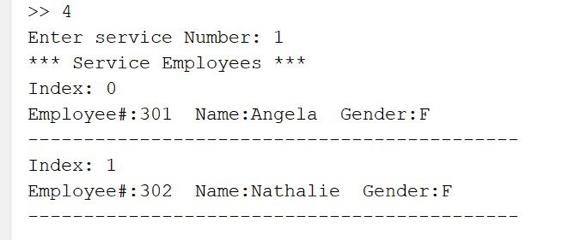 >> 4
Enter service Number: 1
*** Service Employees ***
Index: 0
Employee#:301  Name:Angela  Gender:F
--------------------------------------------
Index: 1
Employee#:302  Name:Nathalie  Gender:F
--------------------------------------------